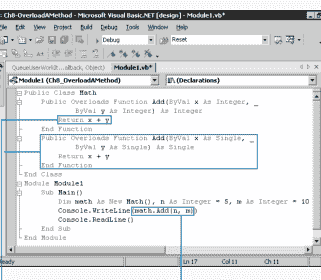 Ch8_OverloadAMethod - Microsoft Visual Basic.NET [design] - Module1.vb*
File Edit View Project Build Debug Tools Window Help
Debug Reset
Module1.vb*
Module1 (Ch8_OverloadAMethod) (Declarations)
Public Class Math
Public Overloads Function Add(ByVal x As Integer, _
ByVal y As Integer) As Integer
Return x + y
End Function
Public Overloads Function Add(ByVal x As Single, _
ByVal y As Single) As Single
Return x + y
End Function
End Class
Module Module1
Sub Main()
Dim math As New Math(), n As Integer = 5, m As Integer = 10
Console.WriteLine(math.Add(n, m))
Console.ReadLine()
End Sub
End Module
Ready Ln 17 Col 11 Ch 11